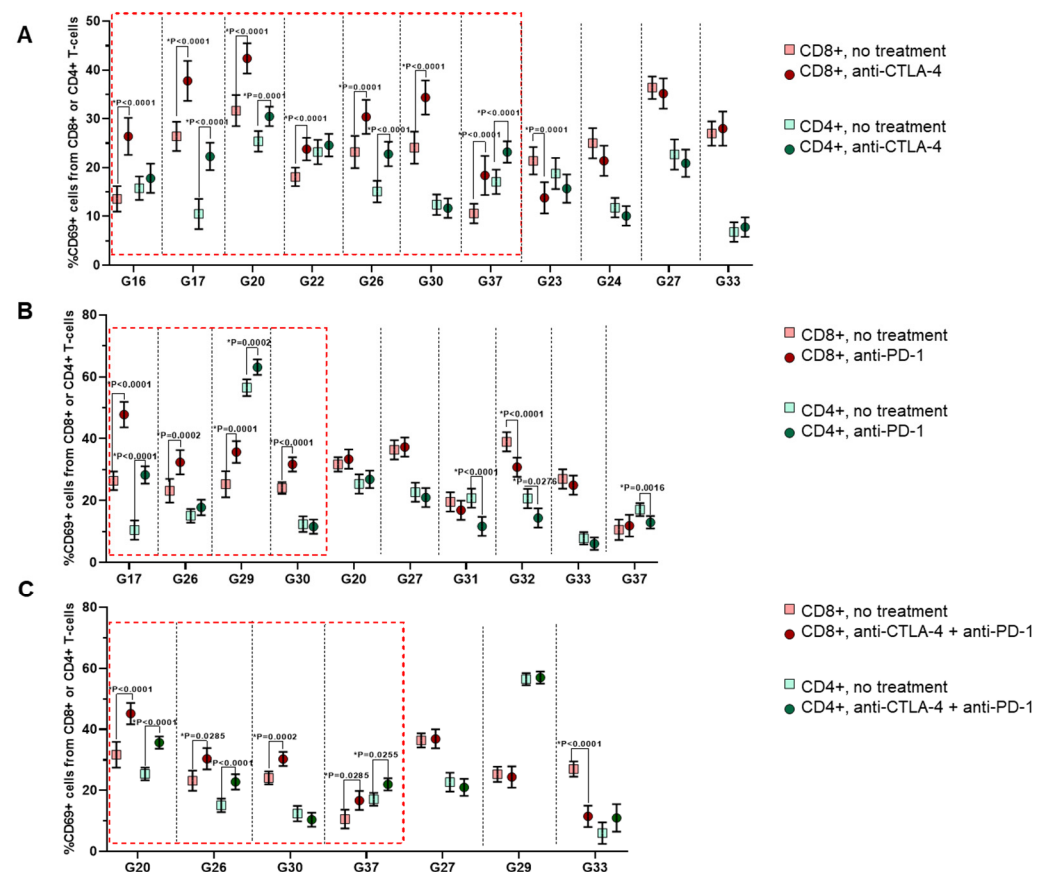 A
%CD69+ cells from CD8+ or CD4+ T-cells
50
40
30
20
10
0
*P<0.0001
*P<0.0001
*P<0.0001
*P<0.0001
*P=0.0001
*P<0.0001
*P=0.0001
*P<0.0001
*P<0.0001
*P<0.0001
*P<0.0001
*P=0.0001
G16 G17 G20 G22 G26 G30 G37 G23 G24 G27 G33
CD8+, no treatment
CD8+, anti-CTLA-4
CD4+, no treatment
CD4+, anti-CTLA-4
B
%CD69+ cells from CD8+ or CD4+ T-cells
80
60
40
20
0
*P<0.0001
*P<0.0001
*P=0.0002
*P=0.0002
*P=0.0001
*P<0.0001
*P<0.0001
*P<0.0001
*P=0.0276
*P=0.0016
G17 G26 G29 G30 G20 G27 G31 G32 G33 G37
CD8+, no treatment
CD8+, anti-PD-1
CD4+, no treatment
CD4+, anti-PD-1
C
%CD69+ cells from CD8+ or CD4+ T-cells
80
60
40
20
0
*P<0.0001
*P<0.0001
*P=0.0285
*P<0.0001
*P=0.0002
*P=0.0285
*P=0.0255
*P<0.0001
G20 G26 G30 G37 G27 G29 G33
CD8+, no treatment
CD8+, anti-CTLA-4 + anti-PD-1
CD4+, no treatment
CD4+, anti-CTLA-4 + anti-PD-1